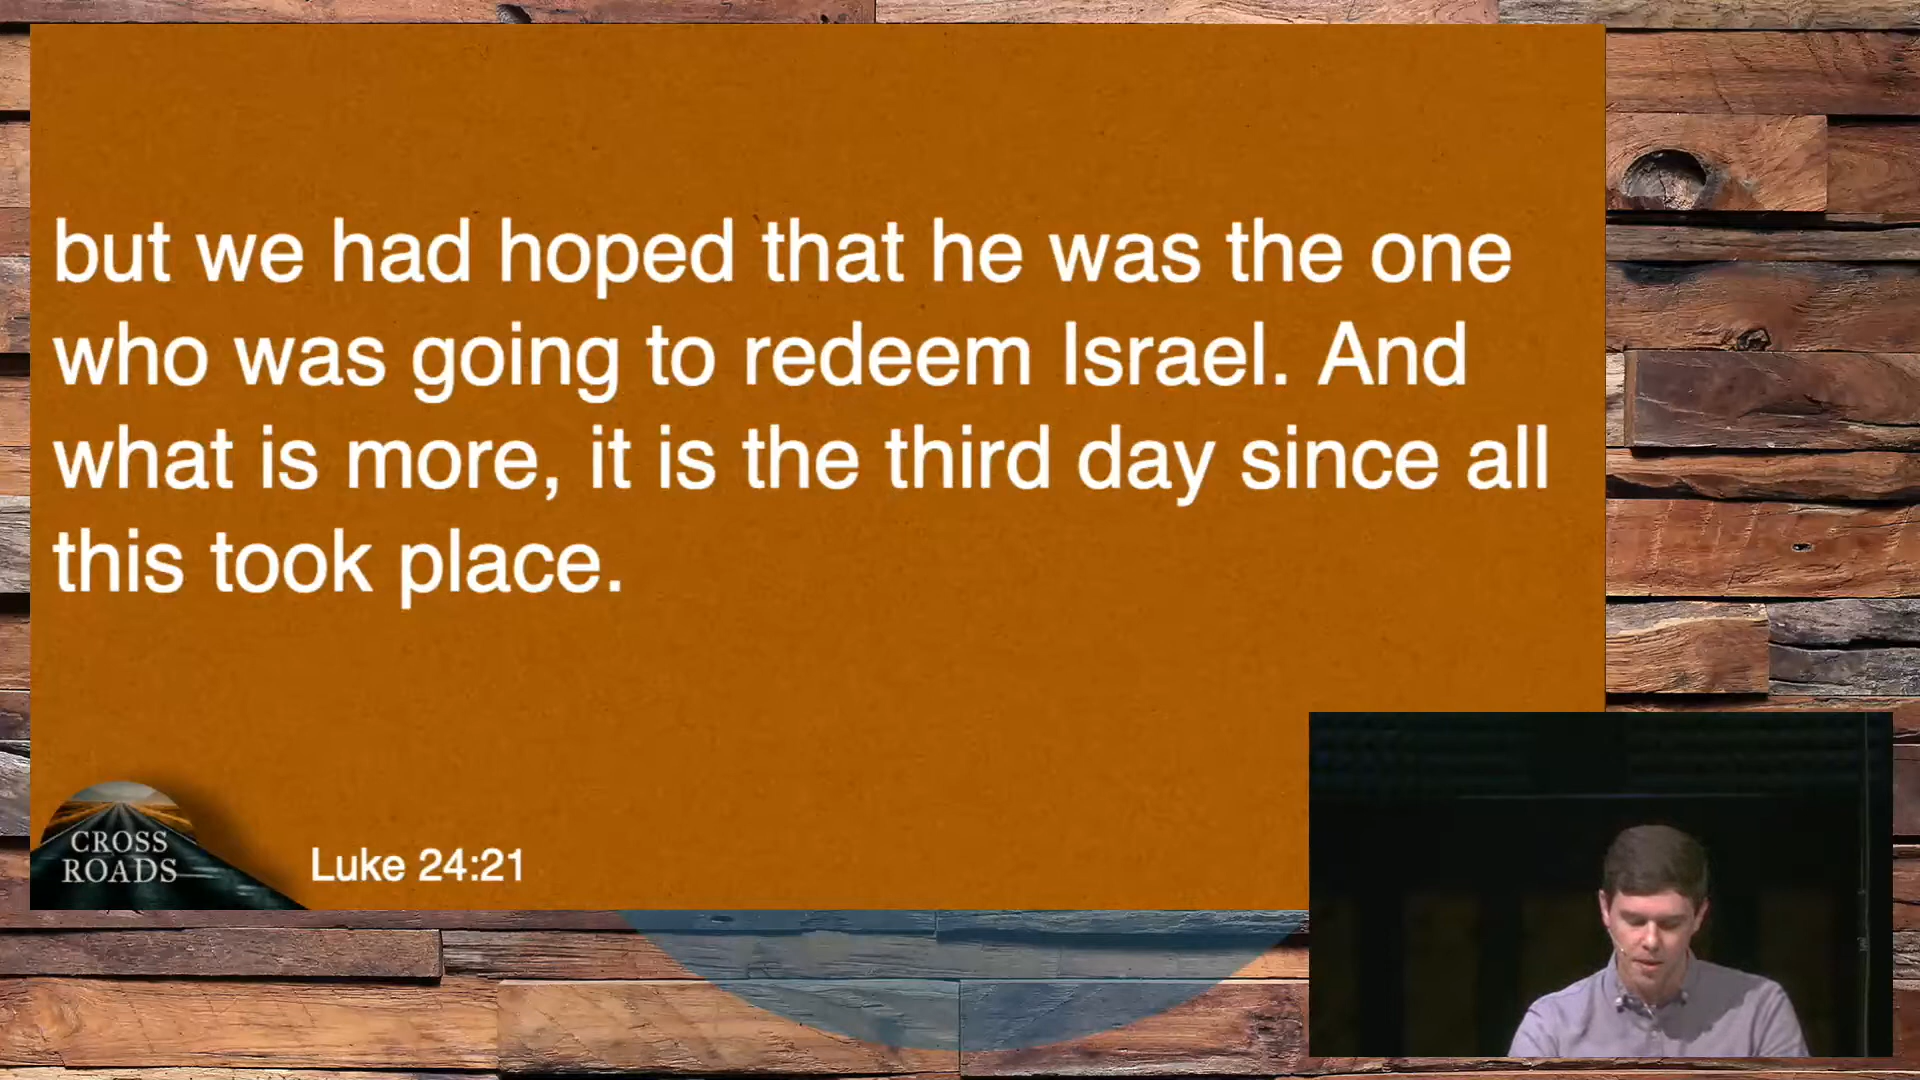 but we had hoped that he was the one
who was going to redeem Israel. And
what is more, it is the third day since all
this took place.
CROSS
ROADS
Luke 24:21